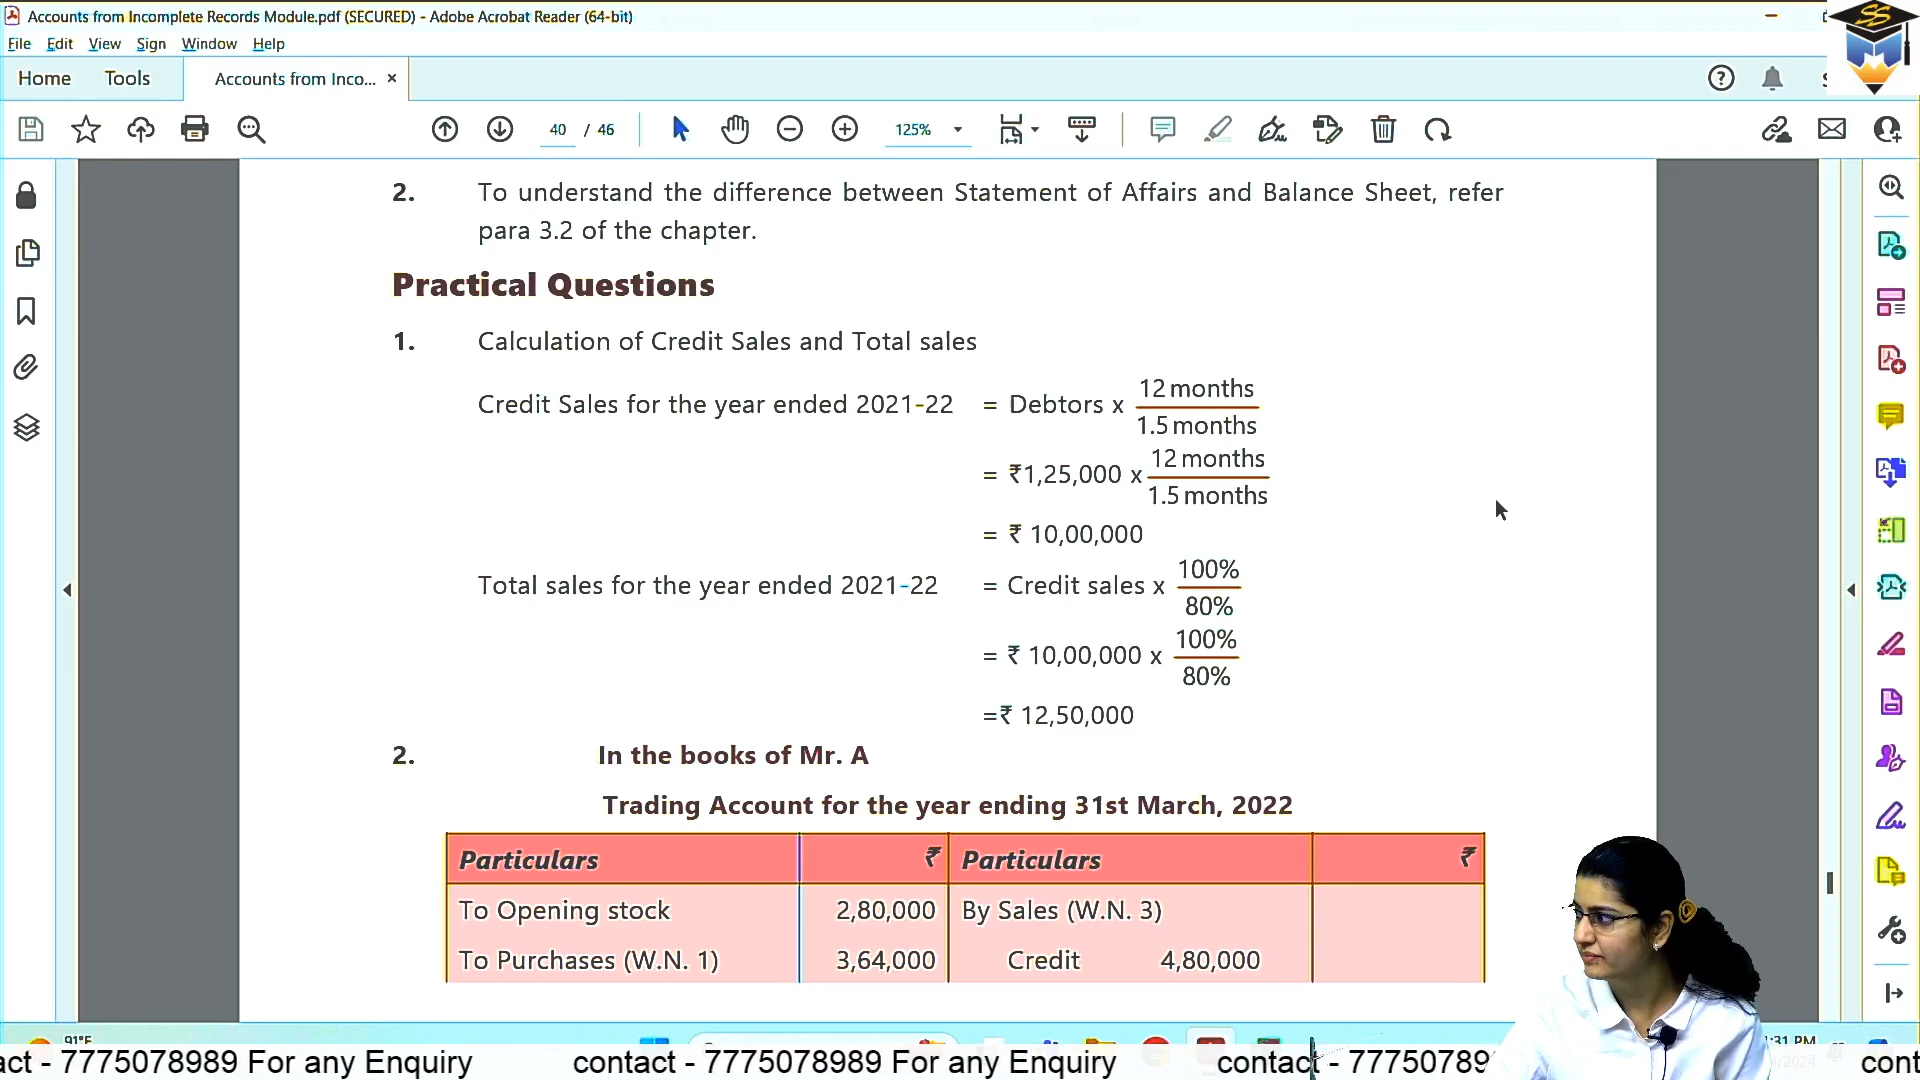 Accounts from Incomplete Records Module.pdf (SECURED) - Adobe Acrobat Reader (64-bit)
File Edit View Sign Window Help
Home Tools Accounts from Inco... ×
SS
40 / 46 125%
2. To understand the difference between Statement of Affairs and Balance Sheet, refer
para 3.2 of the chapter.
Practical Questions
1. Calculation of Credit Sales and Total sales
Credit Sales for the year ended 2021-22 = Debtors x 12 months / 1.5 months
= ₹1,25,000 x 12 months / 1.5 months
= ₹ 10,00,000
Total sales for the year ended 2021-22 = Credit sales x 100% / 80%
= ₹ 10,00,000 x 100% / 80%
=₹ 12,50,000
2. In the books of Mr. A
Trading Account for the year ending 31st March, 2022
Particulars ₹ Particulars ₹
To Opening stock 2,80,000 By Sales (W.N. 3)
To Purchases (W.N. 1) 3,64,000 Credit 4,80,000
91°F
act - 7775078989 For any Enquiry contact - 7775078989 For any Enquiry contact - 777507898 cont